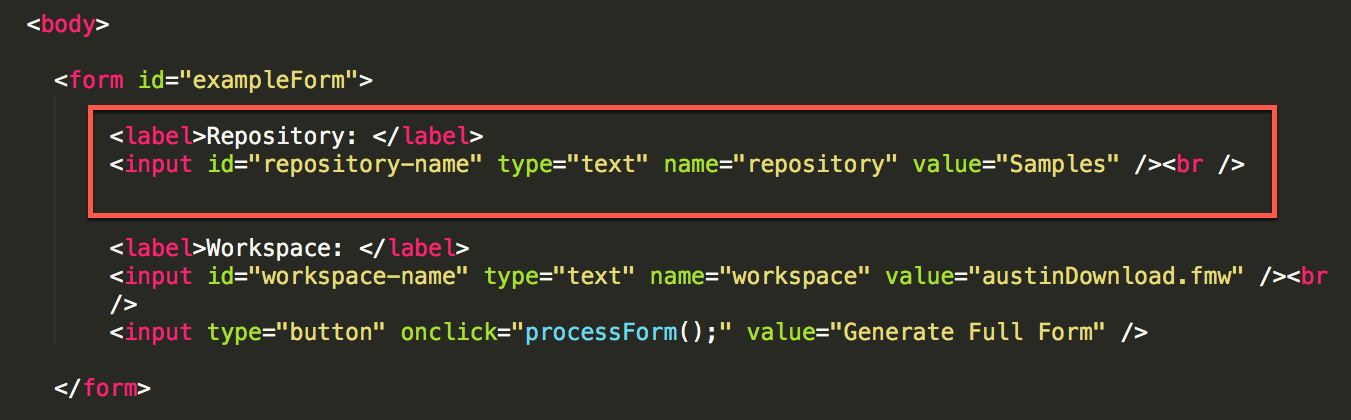 <body>
<form id="exampleForm">
<label>Repository: </label>
<input id="repository-name" type="text" name="repository" value="Samples" /><br />
<label>Workspace: </label>
<input id="workspace-name" type="text" name="workspace" value="austinDownload.fmw" /><br
/>
<input type="button" onclick="processForm();" value="Generate Full Form" />
</form>